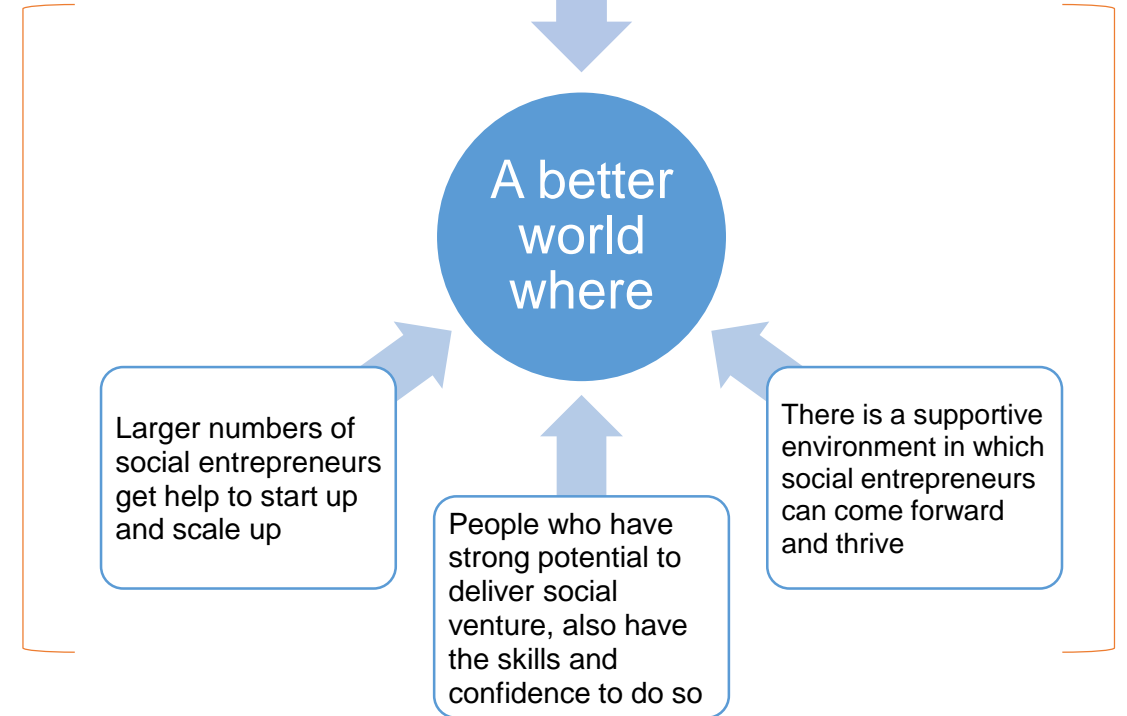 A better
world
where
Larger numbers of
social entrepreneurs
get help to start up
and scale up
People who have
strong potential to
deliver social
venture, also have
the skills and
confidence to do so
There is a supportive
environment in which
social entrepreneurs
can come forward
and thrive